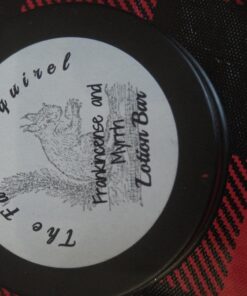 The
quirel
Frankincense and
Myrrh
Lotion Bar